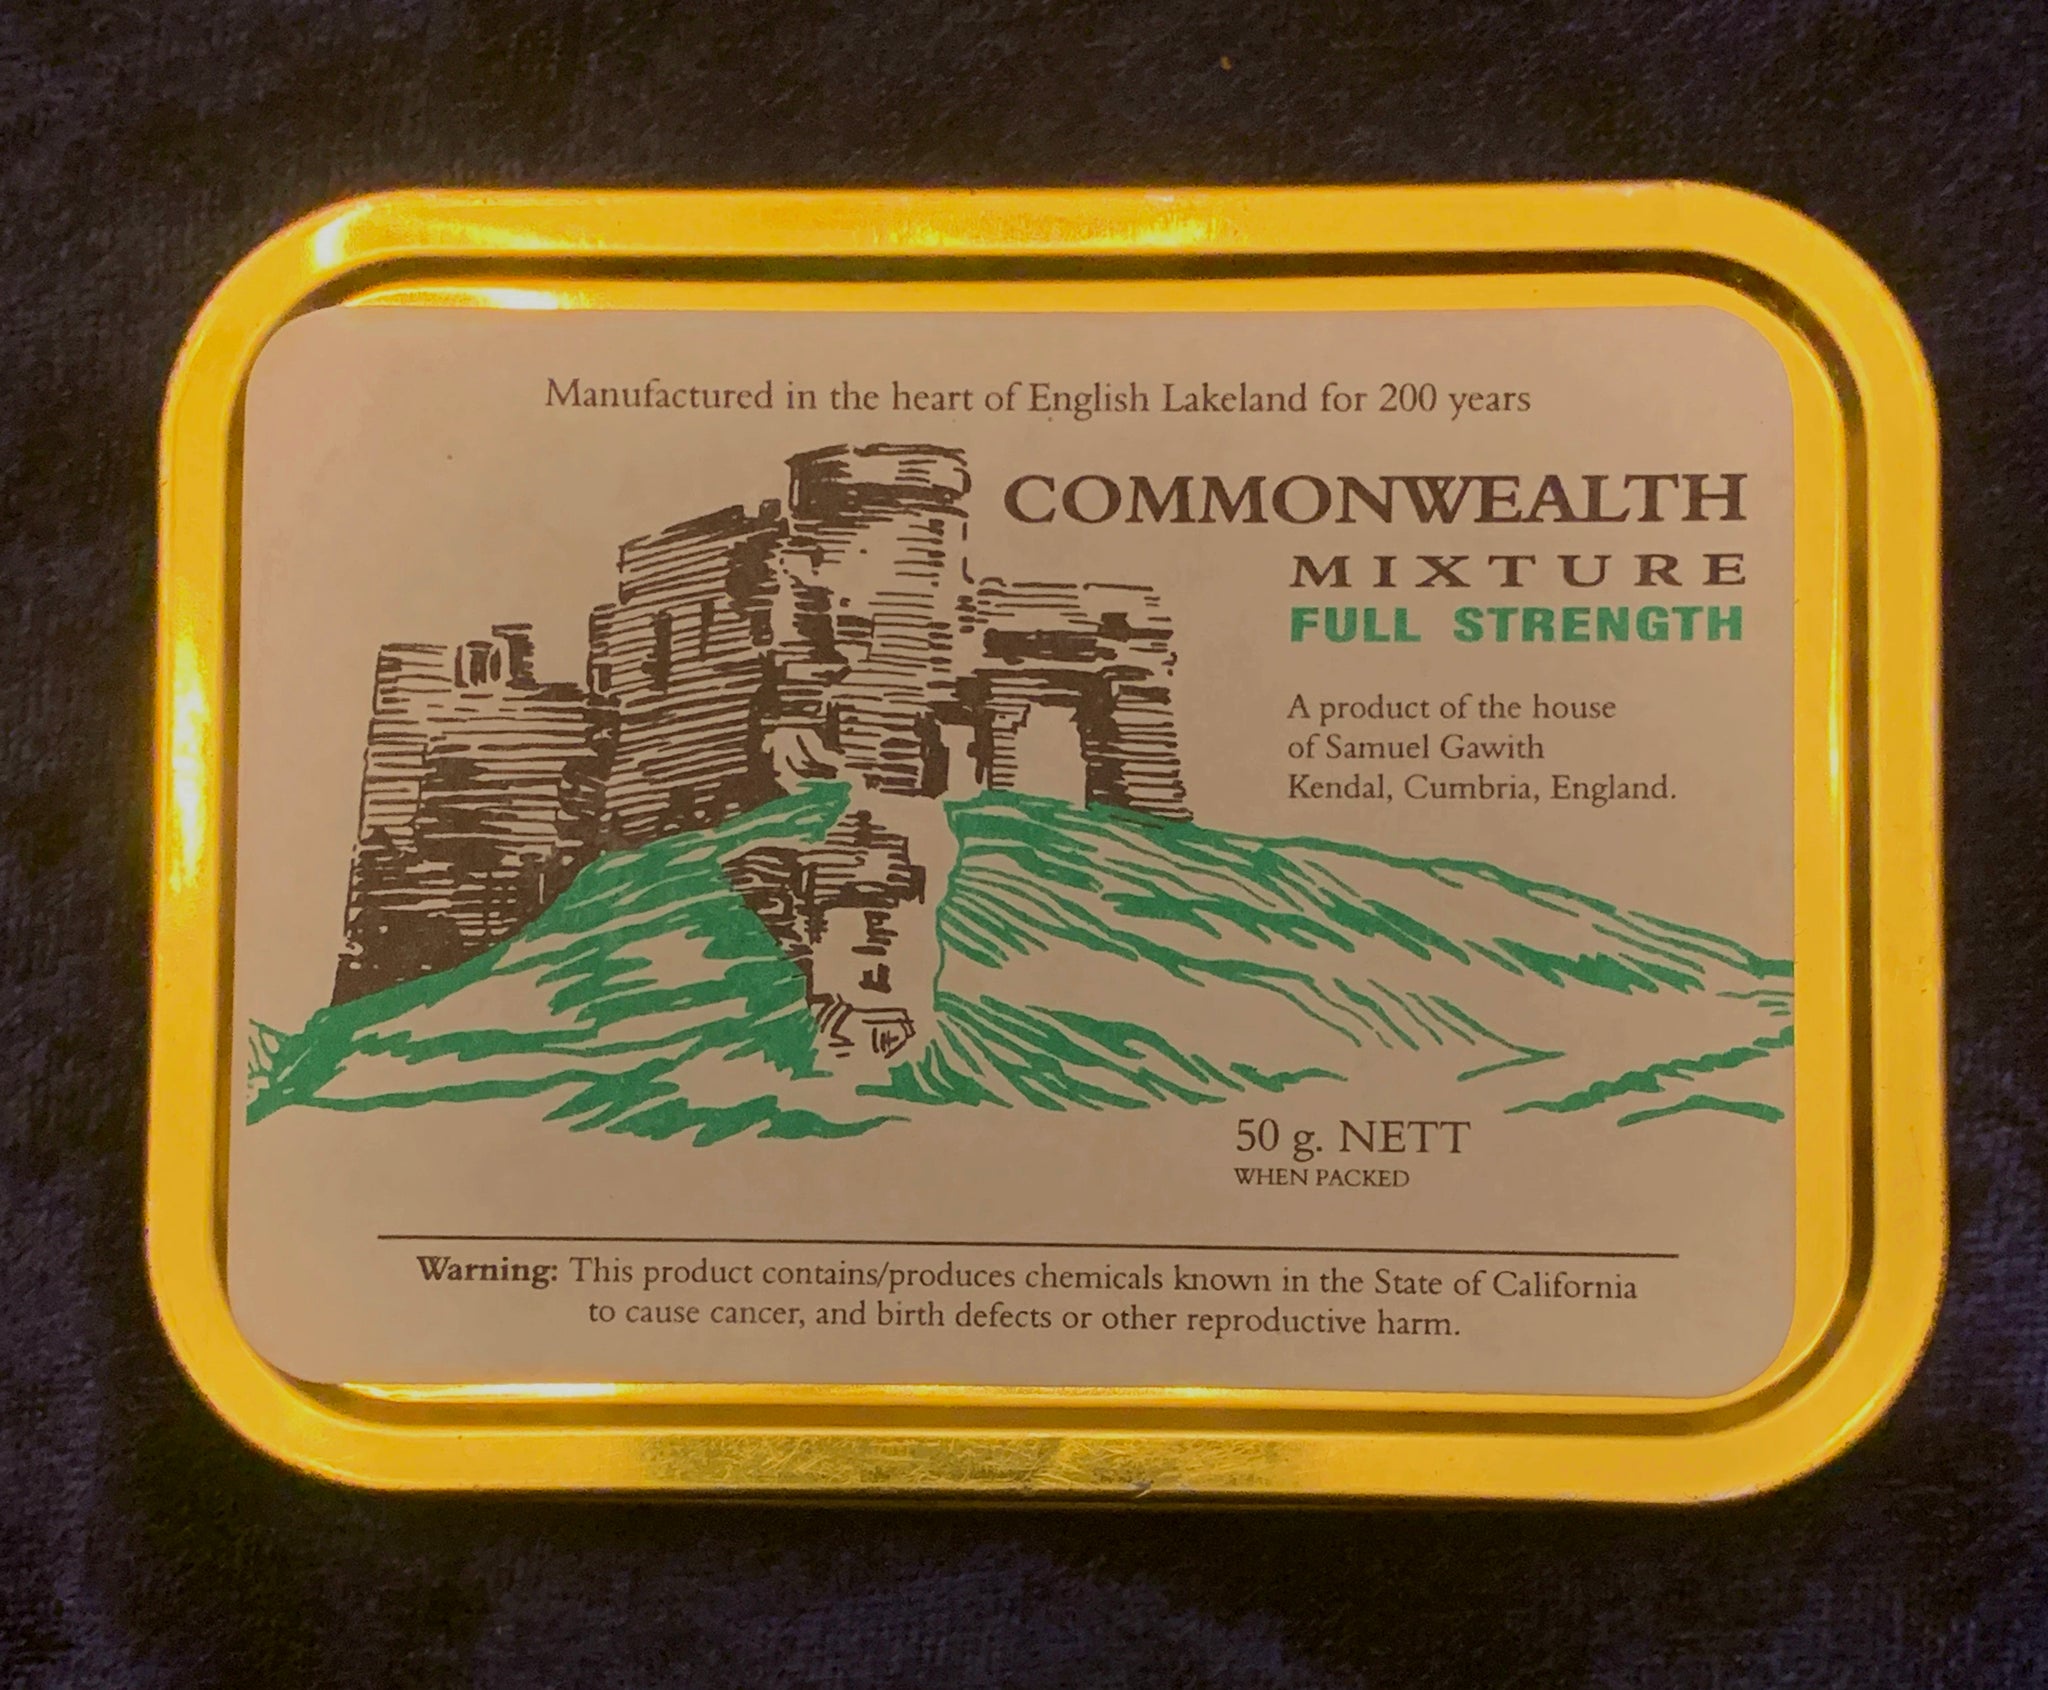 Manufactured in the heart of English Lakeland for 200 years
COMMONWEALTH
MIXTURE
FULL STRENGTH
A product of the house
of Samuel Gawith
Kendal, Cumbria, England.
50 g. NETT
WHEN PACKED
Warning: This product contains/produces chemicals known in the State of California
to cause cancer, and birth defects or other reproductive harm.